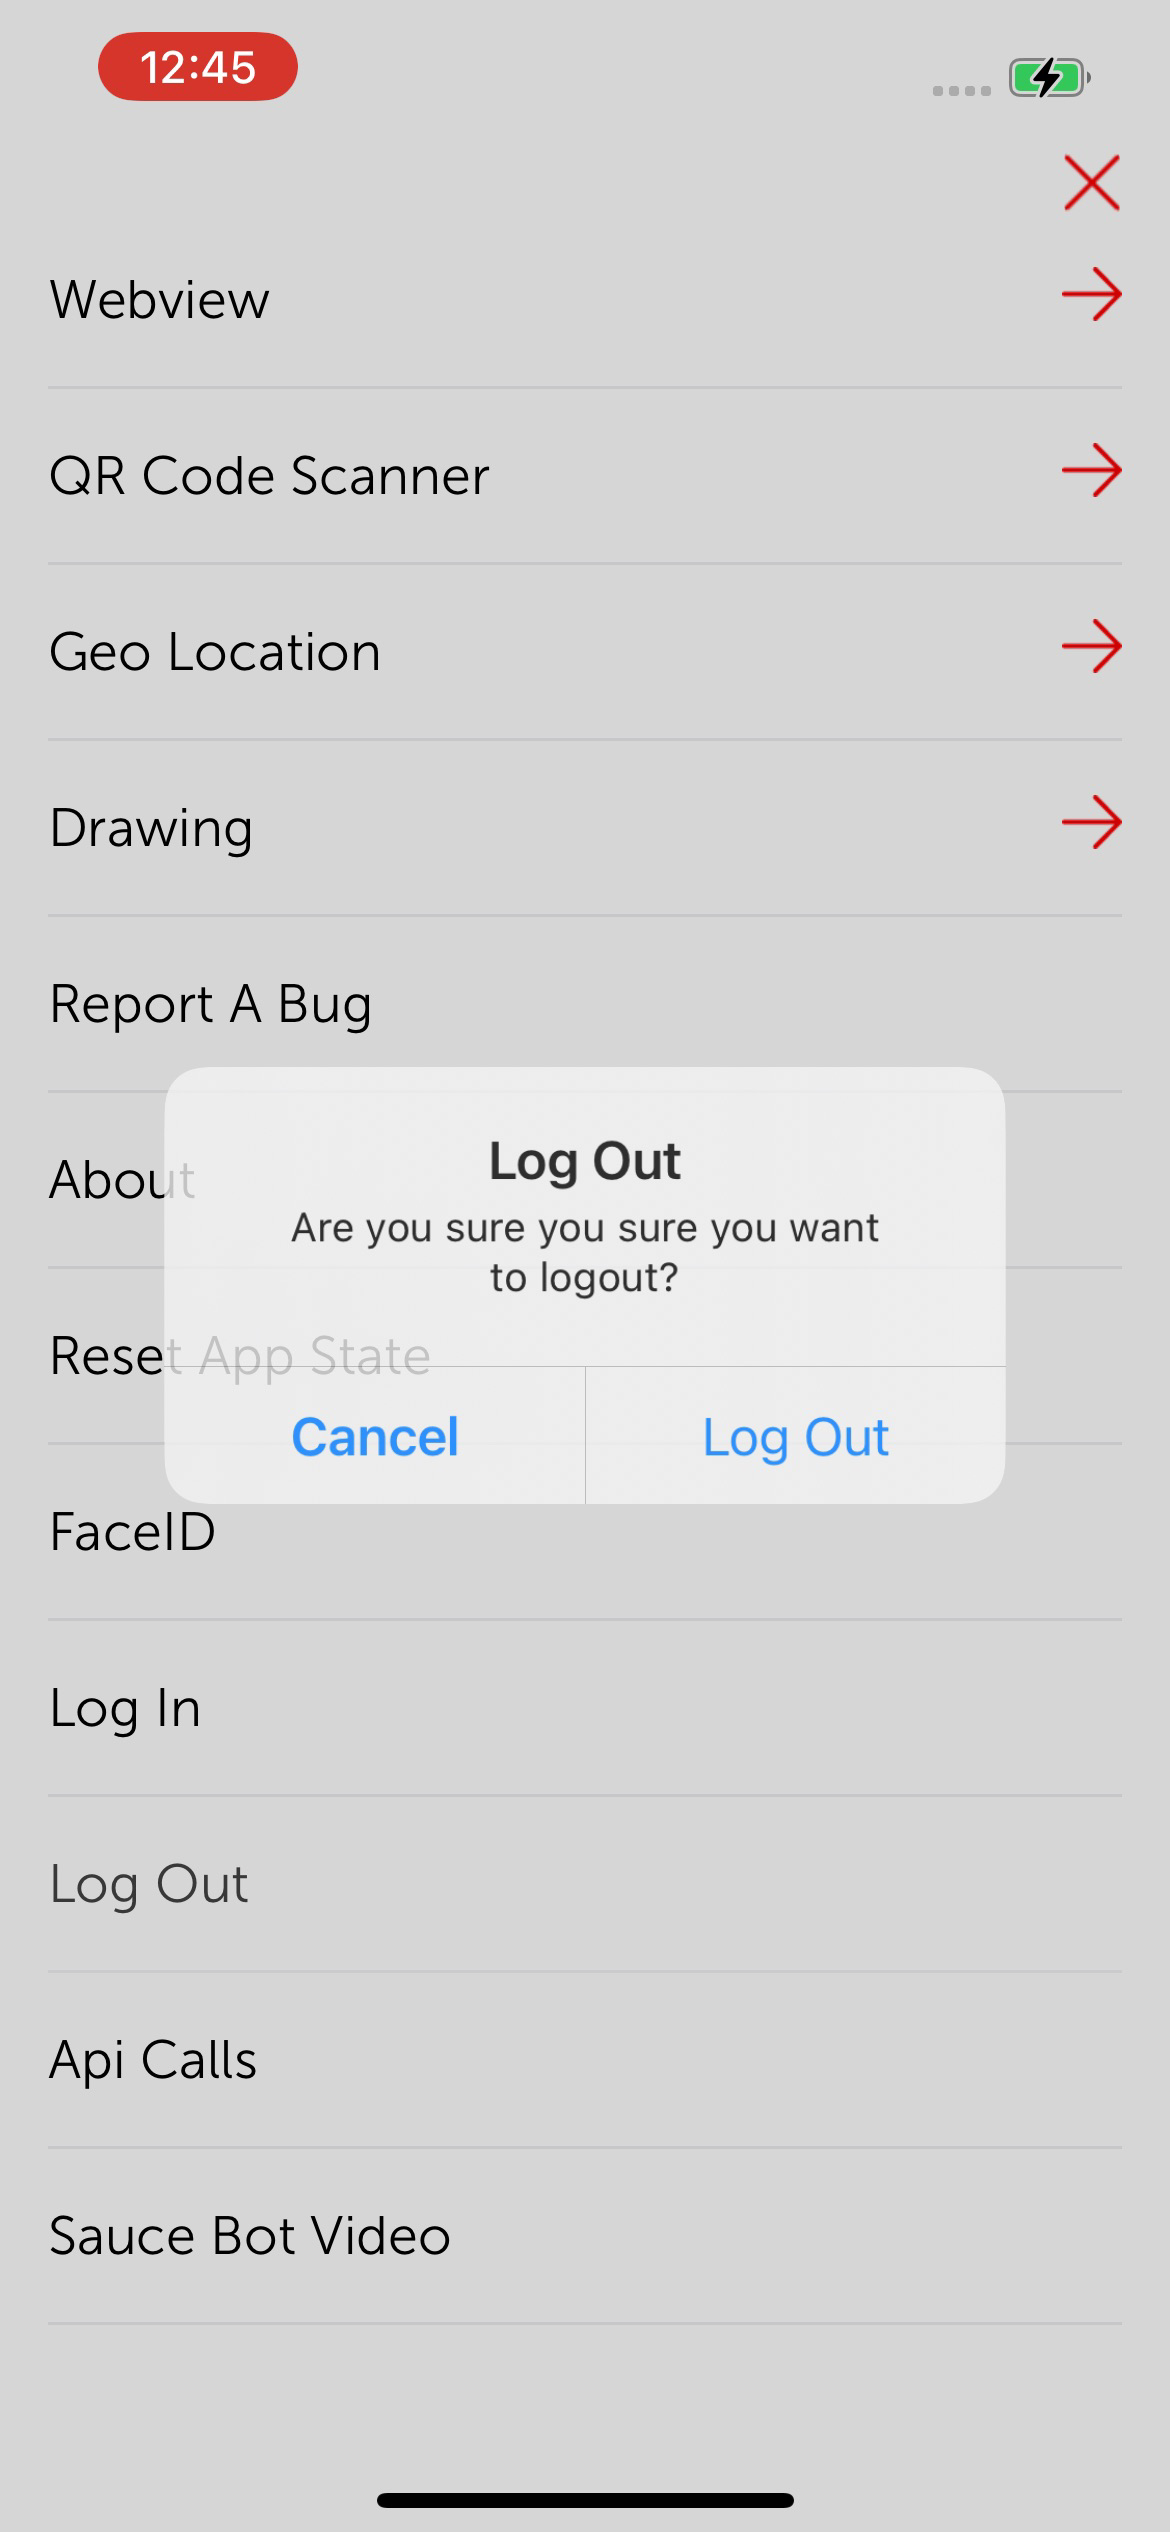 12:45
Webview
QR Code Scanner
Geo Location
Drawing
Report A Bug
About
Log Out
Are you sure you sure you want
to logout?
Reset App State
Cancel
Log Out
FaceID
Log In
Log Out
Api Calls
Sauce Bot Video